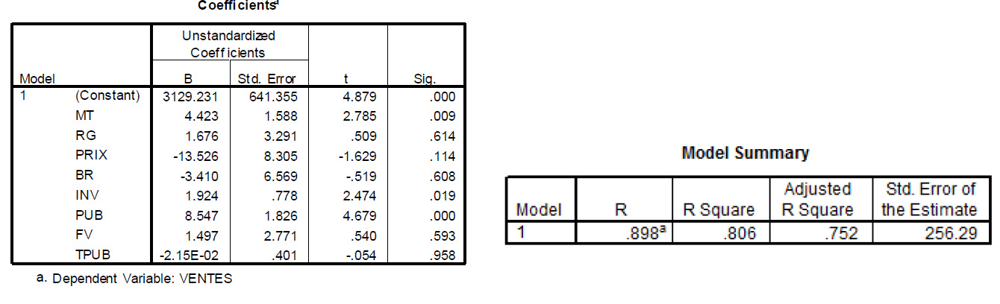 Coefficientsa
Unstandardized
Coefficients
Model B Std. Error t Sig.
1 (Constant) 3129.231 641.355 4.879 .000
MT 4.423 1.588 2.785 .009
RG 1.676 3.291 .509 .614
PRIX -13.526 8.305 -1.629 .114
BR -3.410 6.569 -.519 .608
INV 1.924 .778 2.474 .019
PUB 8.547 1.826 4.679 .000
FV 1.497 2.771 .540 .593
TPUB -2.15E-02 .401 -.054 .958
a. Dependent Variable: VENTES
Model Summary
Adjusted Std. Error of
Model R R Square R Square the Estimate
1 .898a .806 .752 256.29